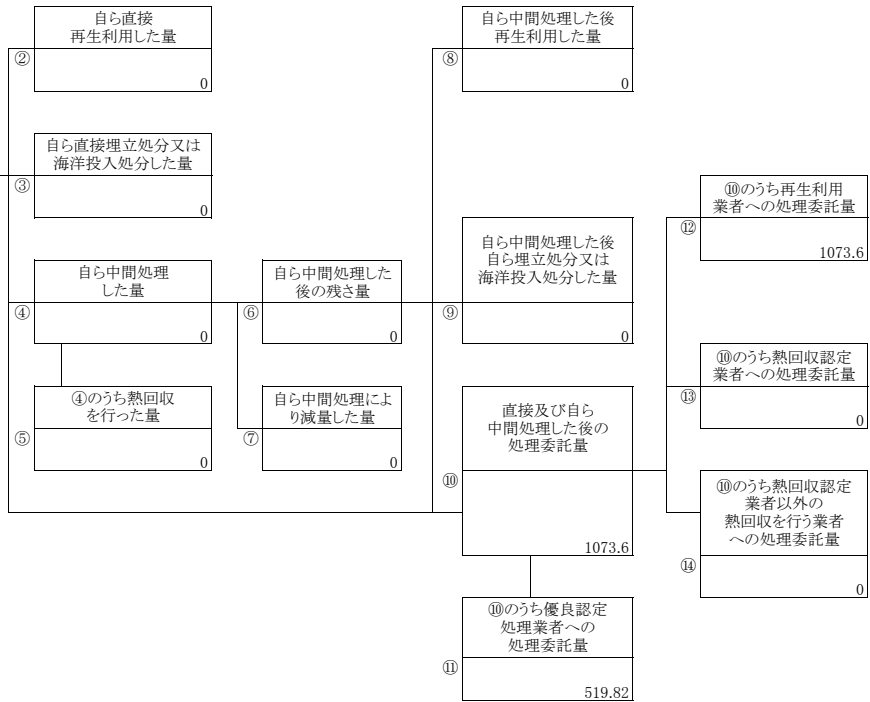 自ら直接
再生利用した量
②
0
自ら直接埋立処分又は
海洋投入処分した量
③
0
自ら中間処理
した量
④
0
④のうち熱回収
を行った量
⑤
0
自ら中間処理した
後の残さ量
⑥
0
自ら中間処理によ
り減量した量
⑦
0
自ら中間処理した後
再生利用した量
⑧
0
自ら中間処理した後
自ら埋立処分又は
海洋投入処分した量
⑨
0
直接及び自ら
中間処理した後の
処理委託量
⑩
1073.6
⑩のうち優良認定
処理業者への
処理委託量
⑪
519.82
⑩のうち再生利用
業者への処理委託量
⑫
1073.6
⑩のうち熱回収認定
業者への処理委託量
⑬
0
⑩のうち熱回収認定
業者以外の
熱回収を行う業者
への処理委託量
⑭
0